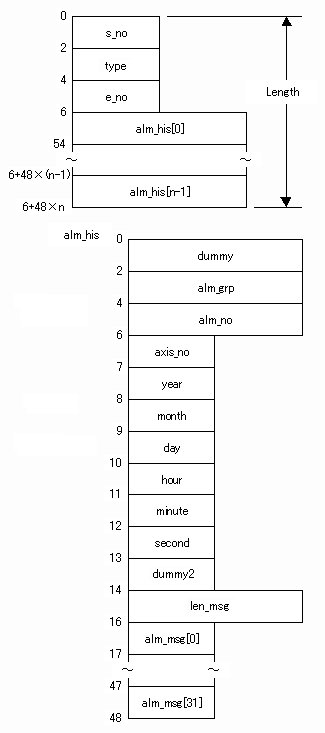 0
s_no
2
type
4
e_no
6
alm_his[0]
54
~ ~
6+48×(n-1)
alm_his[n-1]
6+48×n
Length
alm_his
0
dummy
2
alm_grp
4
alm_no
6
axis_no
7
year
8
month
9
day
10
hour
11
minute
12
second
13
dummy2
14
len_msg
16
alm_msg[0]
17
~ ~
47
alm_msg[31]
48